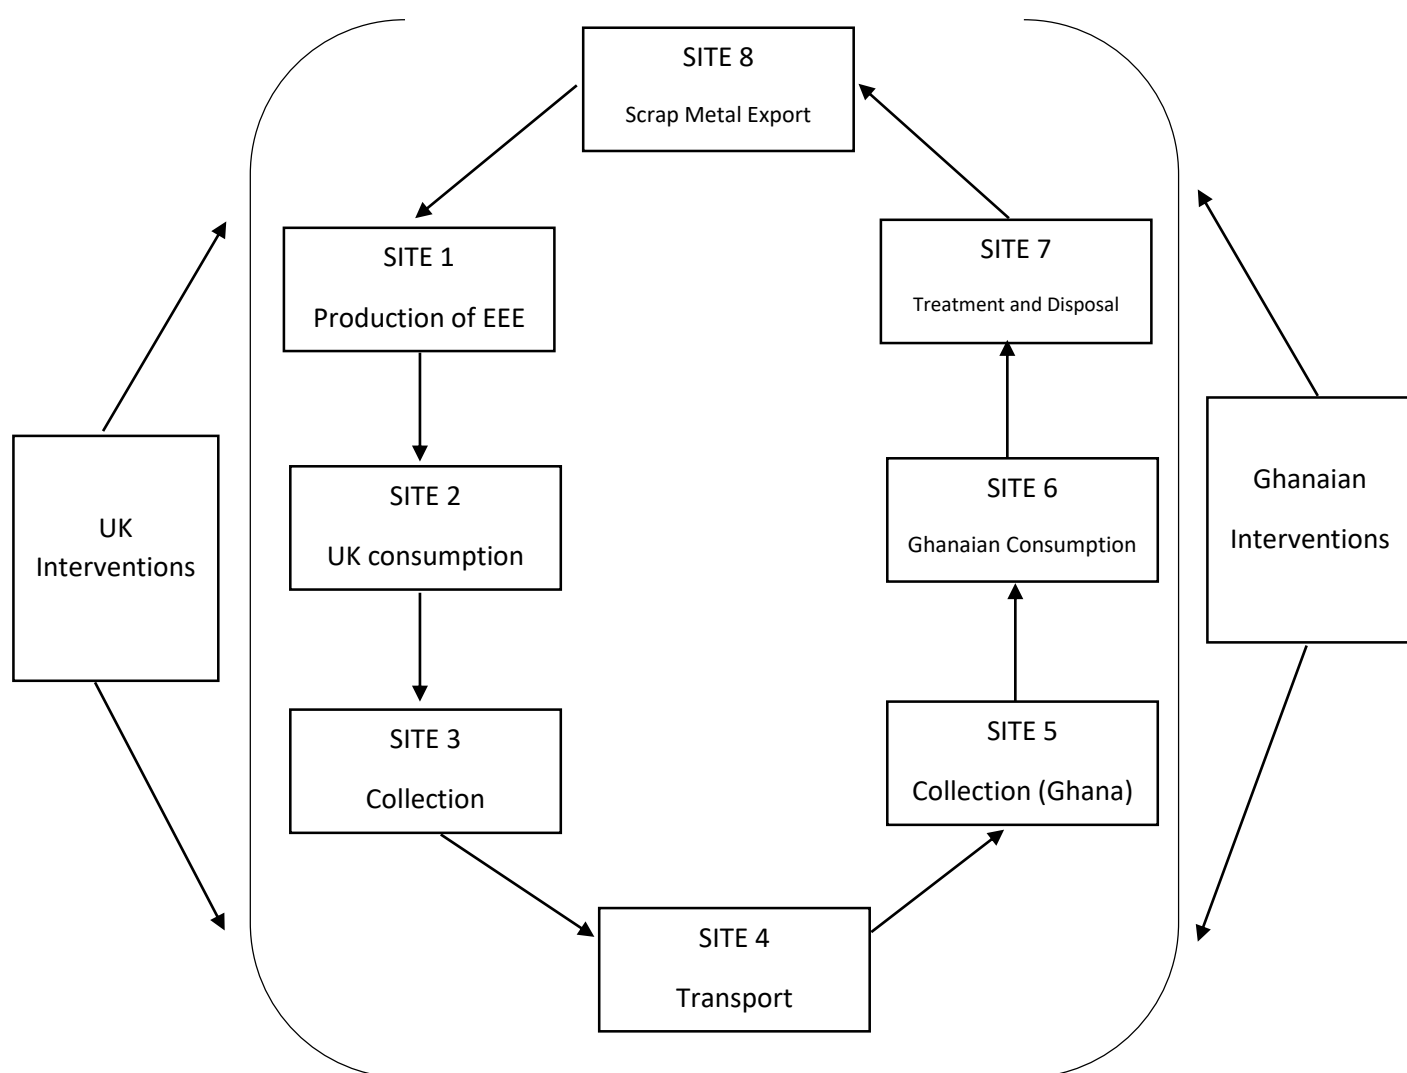 SITE 8
Scrap Metal Export
SITE 1
Production of EEE
SITE 7
Treatment and Disposal
UK
Interventions
SITE 2
UK consumption
SITE 6
Ghanaian Consumption
Ghanaian
Interventions
SITE 3
Collection
SITE 5
Collection (Ghana)
SITE 4
Transport